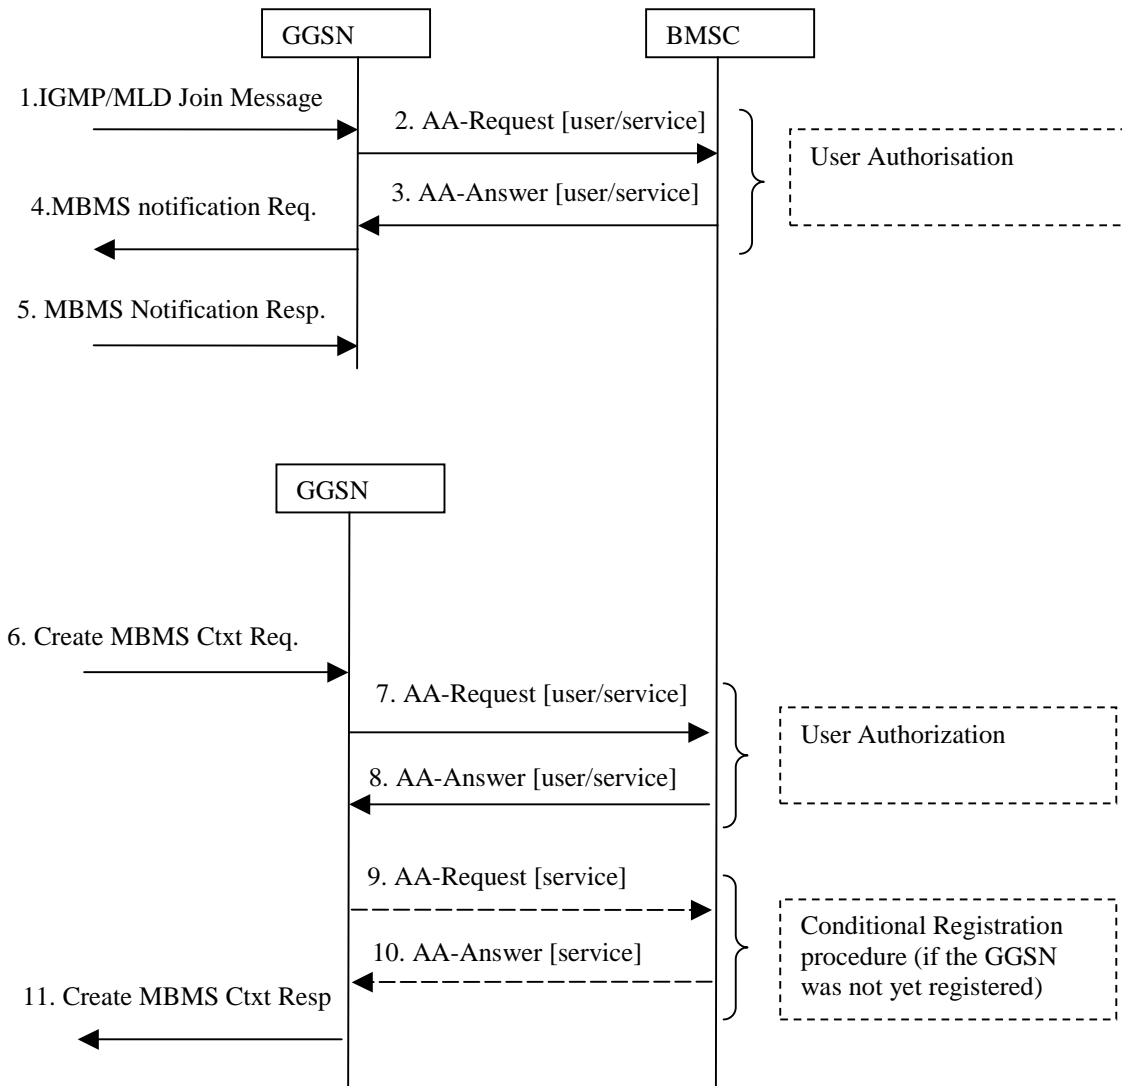 GGSN
BMSC
1.IGMP/MLD Join Message
2. AA-Request [user/service]
User Authorisation
3. AA-Answer [user/service]
4.MBMS notification Req.
5. MBMS Notification Resp.
GGSN
6. Create MBMS Ctxt Req.
7. AA-Request [user/service]
User Authorization
8. AA-Answer [user/service]
9. AA-Request [service]
Conditional Registration
procedure (if the GGSN
was not yet registered)
10. AA-Answer [service]
11. Create MBMS Ctxt Resp